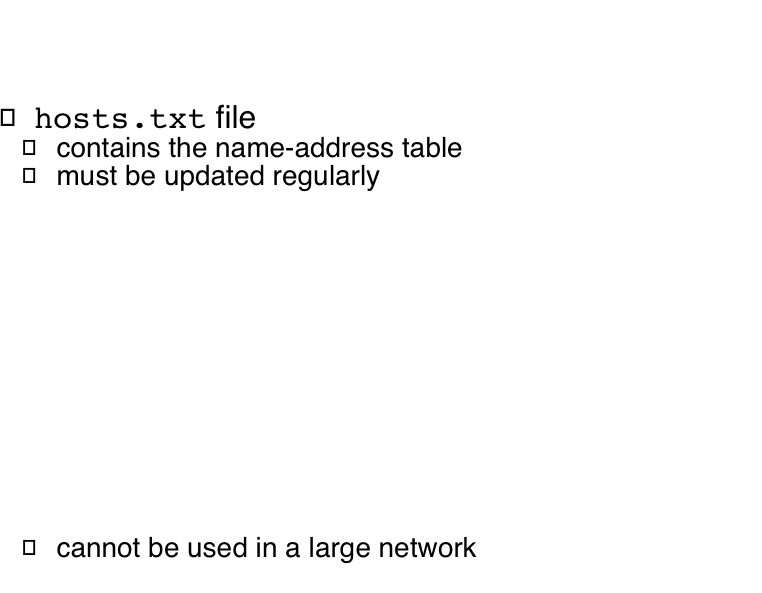 hosts.txt file
contains the name-address table
must be updated regularly
cannot be used in a large network